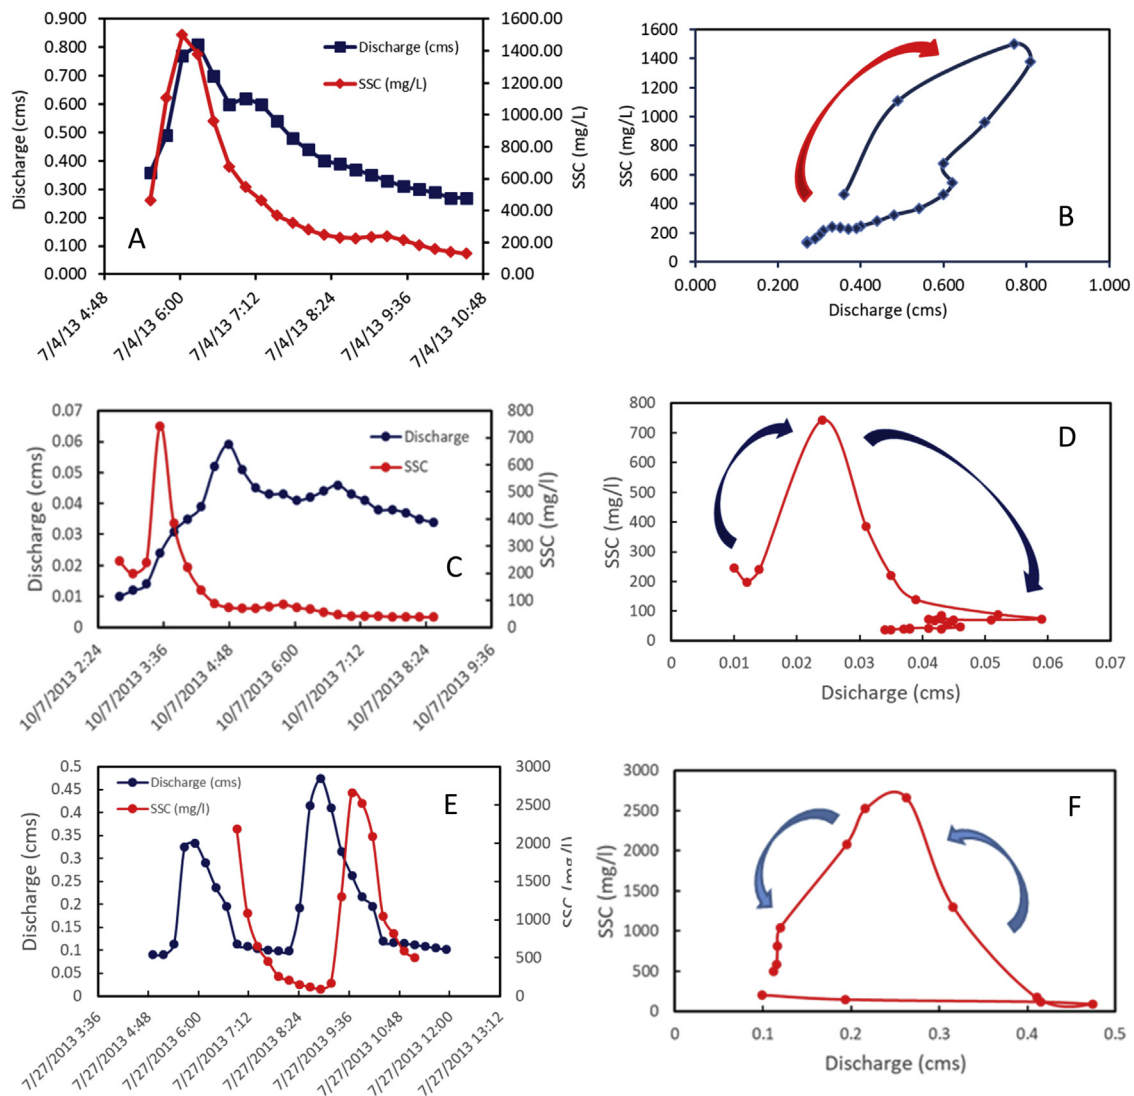 0.900 1600.00
0.800 1400.00
0.700 1200.00
0.600 1000.00
0.500 800.00
0.400 600.00
0.300 400.00
0.200 200.00
0.100 0.00
0.000
Discharge (cms)
SSC (mg/L)
Discharge (cms)
SSC (mg/L)
A
7/4/13 4:48
7/4/13 6:00
7/4/13 7:12
7/4/13 8:24
7/4/13 9:36
7/4/13 10:48
1600
1400
1200
1000
800
600
400
200
0
SSC (mg/L)
B
0.000 0.200 0.400 0.600 0.800 1.000
Discharge (cms)
0.07 800
0.06 700
0.05 600
0.04 500
0.03 400
0.02 300
0.01 200
0 100
0
Discharge (cms)
SSC (mg/l)
Discharge
SSC
C
10/7/2013 2:24
10/7/2013 3:36
10/7/2013 4:48
10/7/2013 6:00
10/7/2013 7:12
10/7/2013 8:24
10/7/2013 9:36
800
700
600
500
400
300
200
100
0
SSC (mg/l)
D
0 0.01 0.02 0.03 0.04 0.05 0.06 0.07
Dsicharge (cms)
0.5 3000
0.45 2500
0.4 2000
0.35 1500
0.3 1000
0.25 500
0.2 0
0.15
0.1
0.05
0
Discharge (cms)
SSC (mg/l)
Discharge (cms)
SSC (mg/l)
E
7/27/2013 3:36
7/27/2013 4:48
7/27/2013 6:00
7/27/2013 7:12
7/27/2013 8:24
7/27/2013 9:36
7/27/2013 10:48
7/27/2013 12:00
7/27/2013 13:12
3000
2500
2000
1500
1000
500
0
SSC (mg/l)
F
0 0.1 0.2 0.3 0.4 0.5
Discharge (cms)